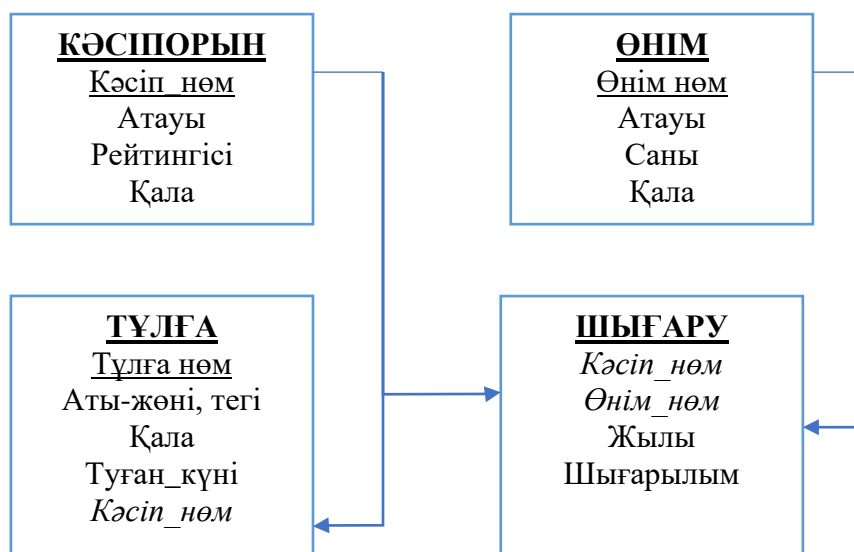 КӘСІПОРЫН
Кәсіп_нөм
Атауы
Рейтингісі
Қала
ӨНІМ
Өнім нөм
Атауы
Саны
Қала
ТҰЛҒА
Тұлға нөм
Аты-жөні, тегі
Қала
Туған_күні
Кәсіп_нөм
ШЫҒАРУ
Кәсіп_нөм
Өнім_нөм
Жылы
Шығарылым